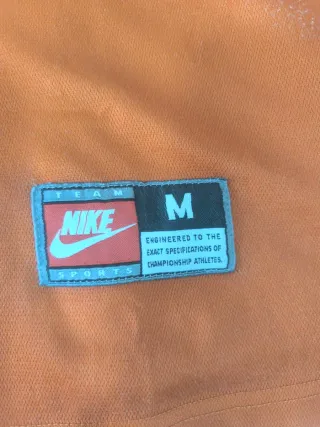 TEAM
NIKE
SPORTS
M
ENGINEERED TO THE
EXACT SPECIFICATIONS OF
CHAMPIONSHIP ATHLETES.